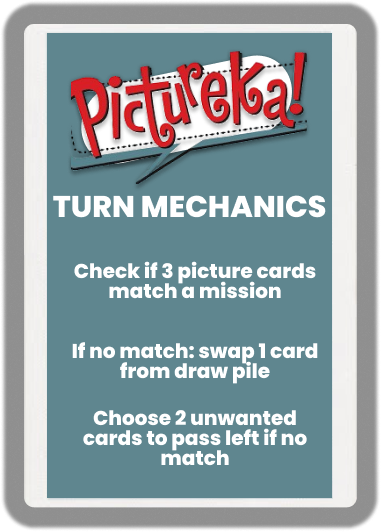 Pictureka!
TURN MECHANICS
Check if 3 picture cards
match a mission
If no match: swap 1 card
from draw pile
Choose 2 unwanted
cards to pass left if no
match